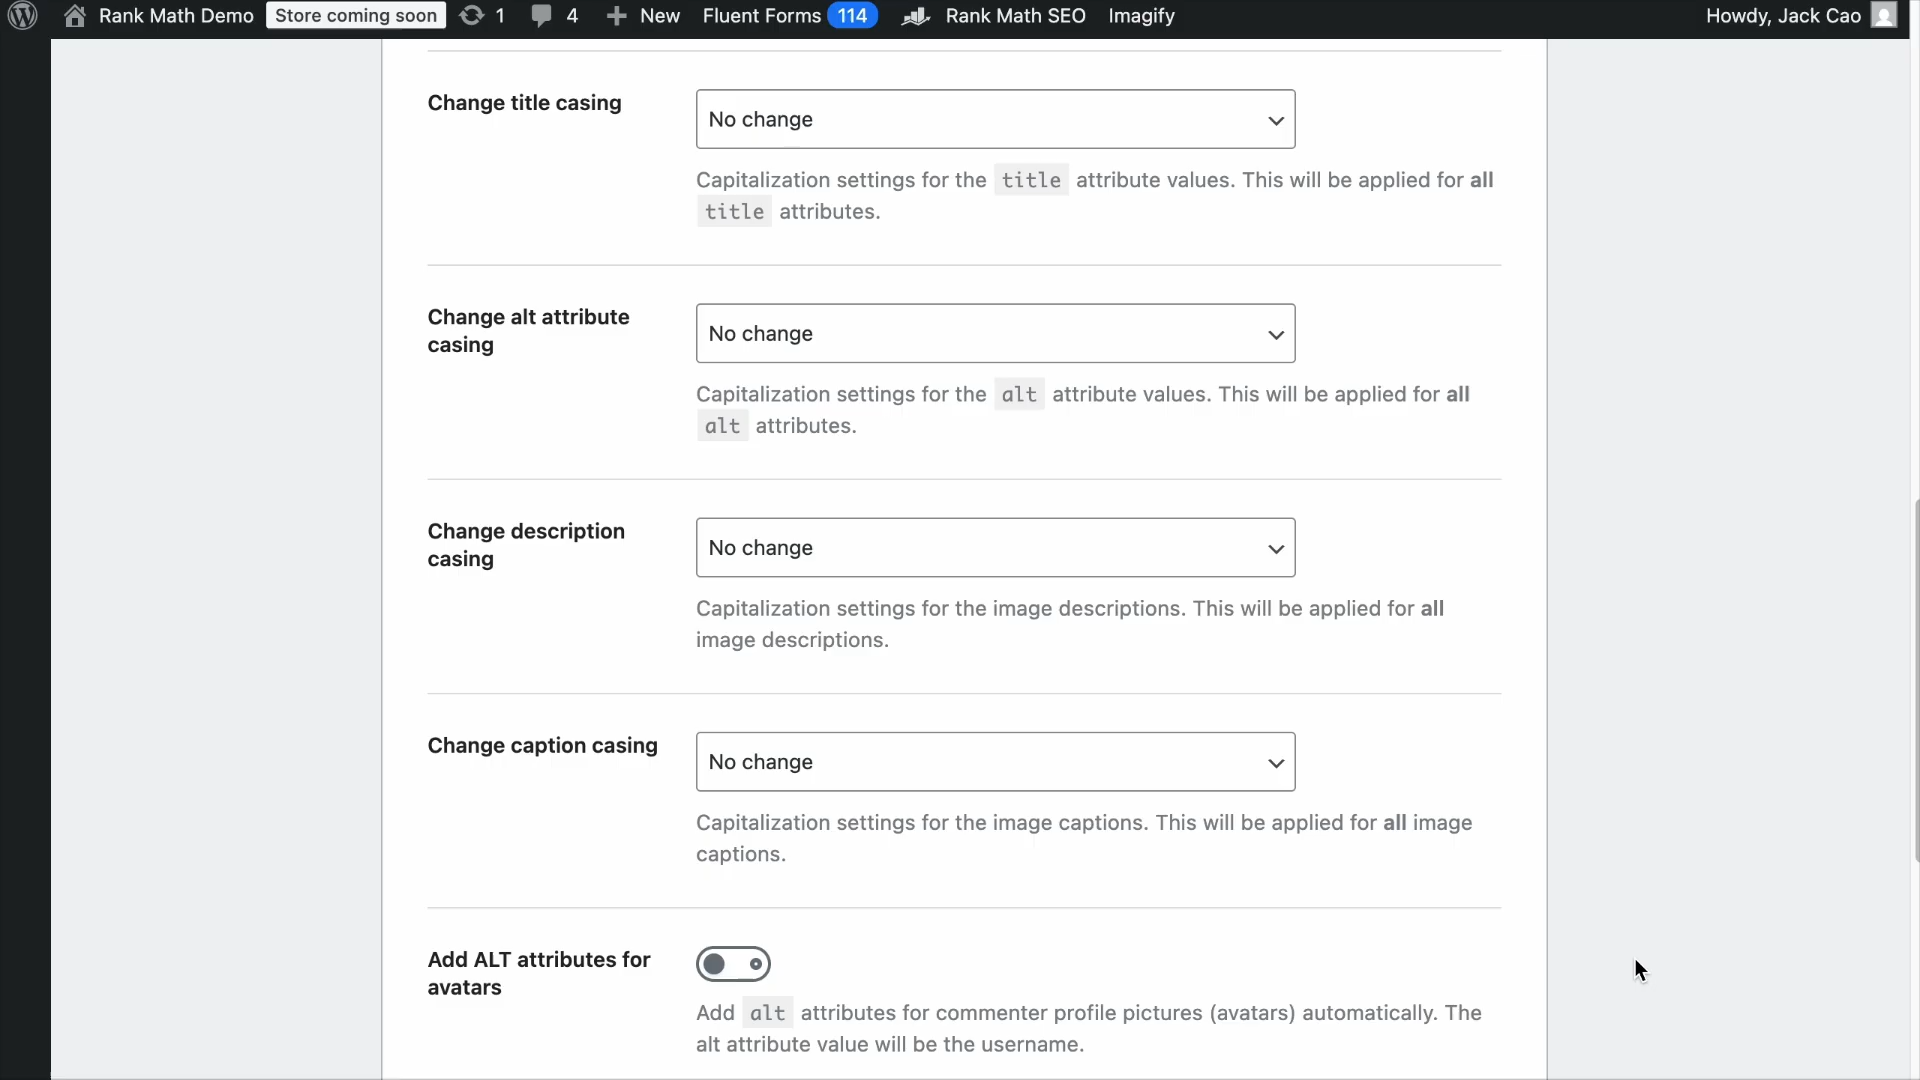 Rank Math Demo Store coming soon 1 4 New Fluent Forms 114 Rank Math SEO Imagify Howdy, Jack Cao
Change title casing
No change
Capitalization settings for the title attribute values. This will be applied for all
title attributes.
Change alt attribute
casing
No change
Capitalization settings for the alt attribute values. This will be applied for all
alt attributes.
Change description
casing
No change
Capitalization settings for the image descriptions. This will be applied for all
image descriptions.
Change caption casing
No change
Capitalization settings for the image captions. This will be applied for all image
captions.
Add ALT attributes for
avatars
Add alt attributes for commenter profile pictures (avatars) automatically. The
alt attribute value will be the username.